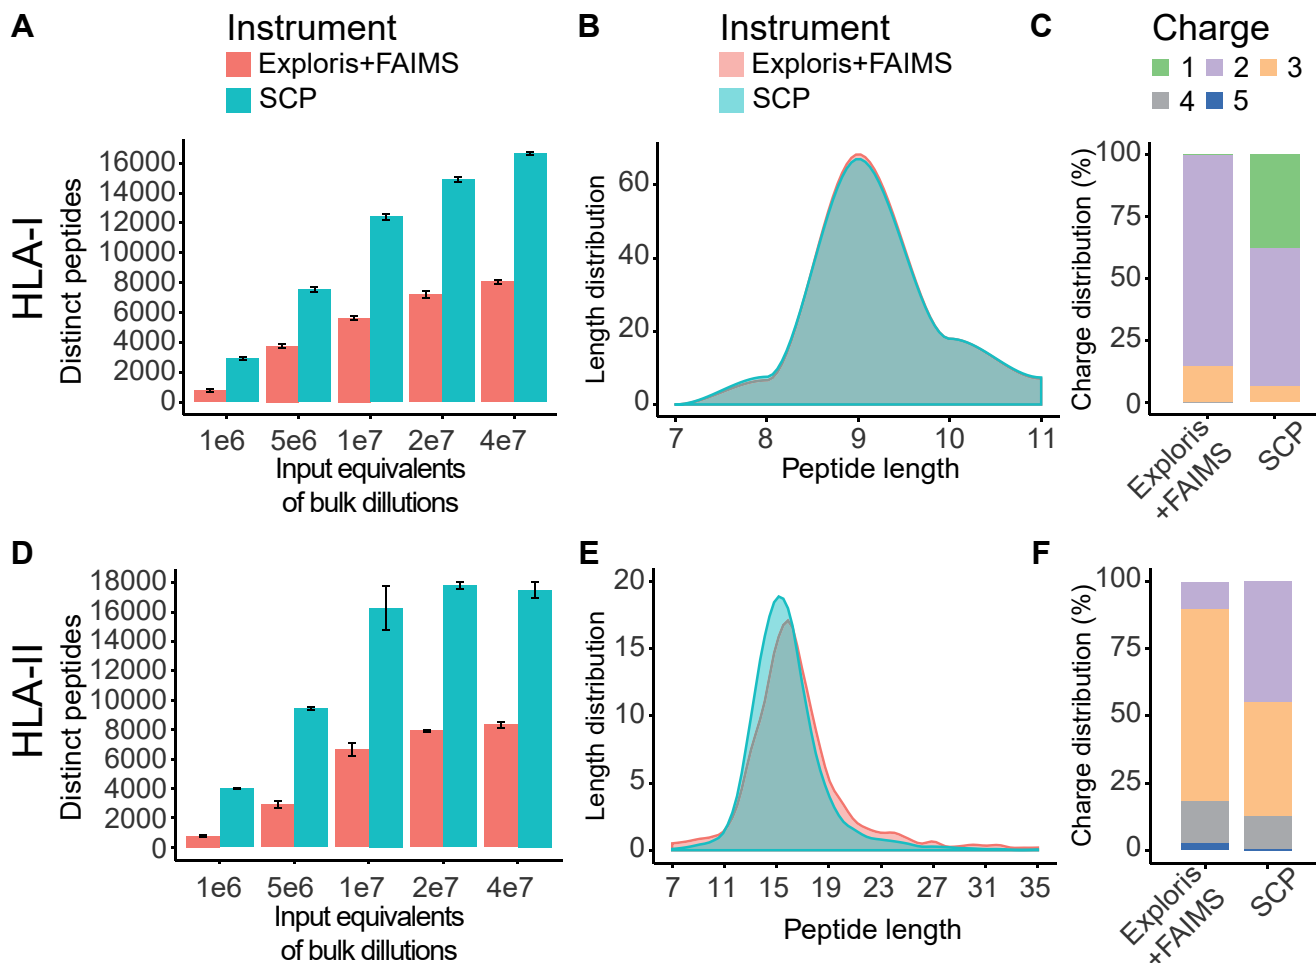 A
Instrument
Exploris+FAIMS
SCP
HLA-I
Distinct peptides
16000
14000
12000
10000
8000
6000
4000
2000
0
1e6 5e6 1e7 2e7 4e7
Input equivalents
of bulk dillutions
B
Instrument
Exploris+FAIMS
SCP
Length distribution
60
40
20
0
7 8 9 10 11
Peptide length
C
Charge
1 2 3
4 5
Charge distribution (%)
100
75
50
25
0
Exploris
+FAIMS
SCP
D
HLA-II
Distinct peptides
18000
16000
14000
12000
10000
8000
6000
4000
2000
0
1e6 5e6 1e7 2e7 4e7
Input equivalents
of bulk dillutions
E
Length distribution
20
15
10
5
0
7 11 15 19 23 27 31 35
Peptide length
F
Charge distribution (%)
100
75
50
25
0
Exploris
+FAIMS
SCP